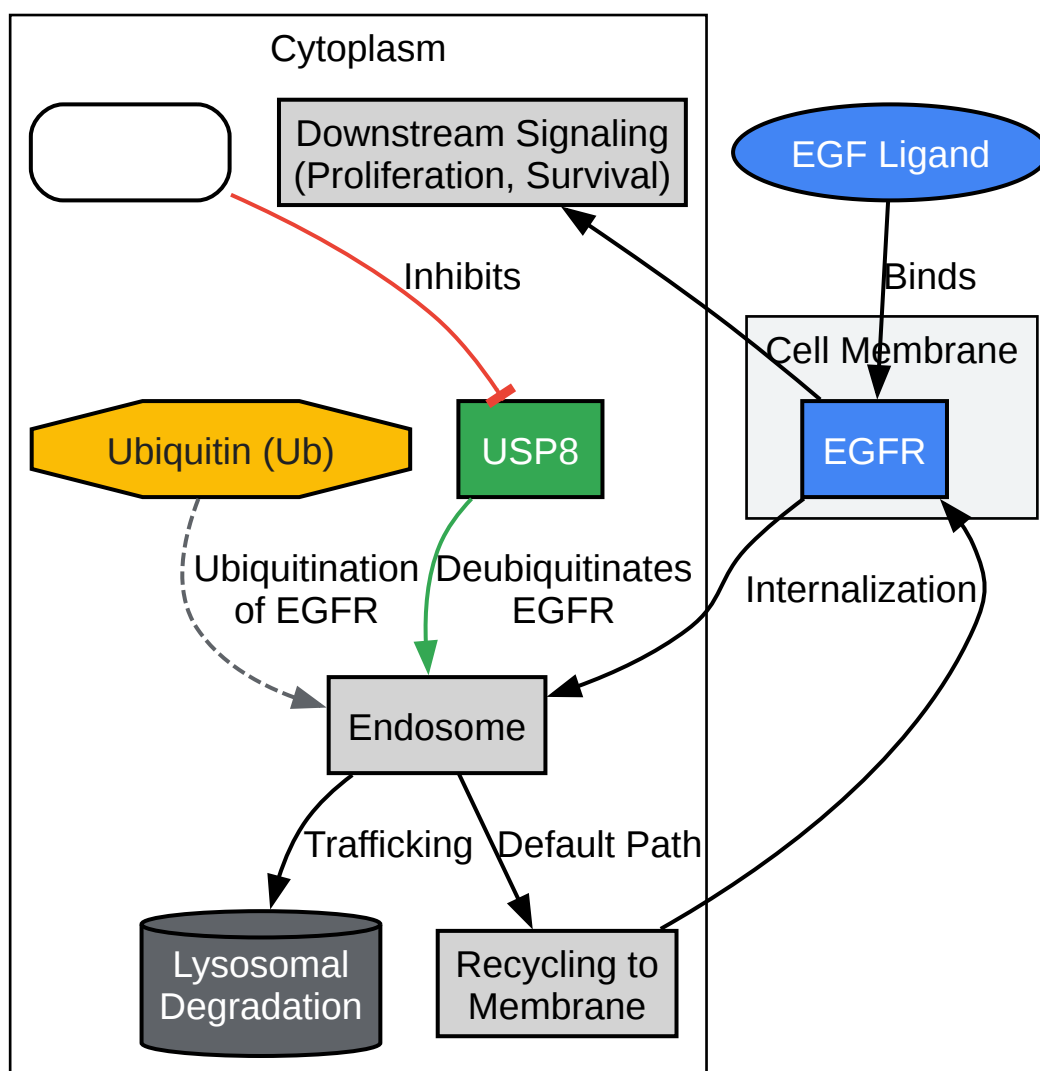 Cytoplasm
Downstream Signaling
(Proliferation, Survival)
EGF Ligand
Inhibits
Binds
Cell Membrane
Ubiquitin (Ub)
USP8
EGFR
Ubiquitination
of EGFR
Deubiquitinates
EGFR
Internalization
Endosome
Trafficking
Default Path
Lysosomal
Degradation
Recycling to
Membrane